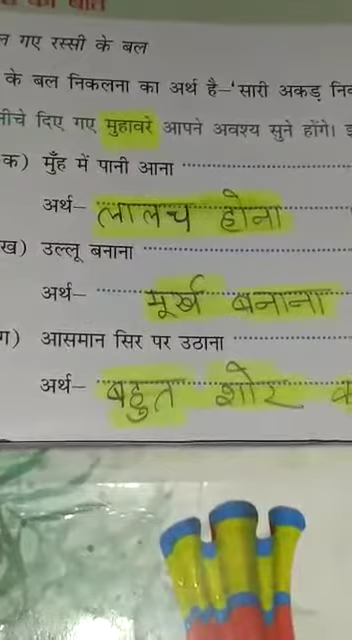 की बात
गए रस्सी के बल
के बल निकलना का अर्थ है–'सारी अकड़
नीचे दिए गए मुहावरे आपने अवश्य सुने होंगे।
क) मुँह में पानी आना
अर्थ– लालच होना
ख) उल्लू बनाना
अर्थ– मूर्ख बनाना
ग) आसमान सिर पर उठाना
अर्थ– बहुत शोर